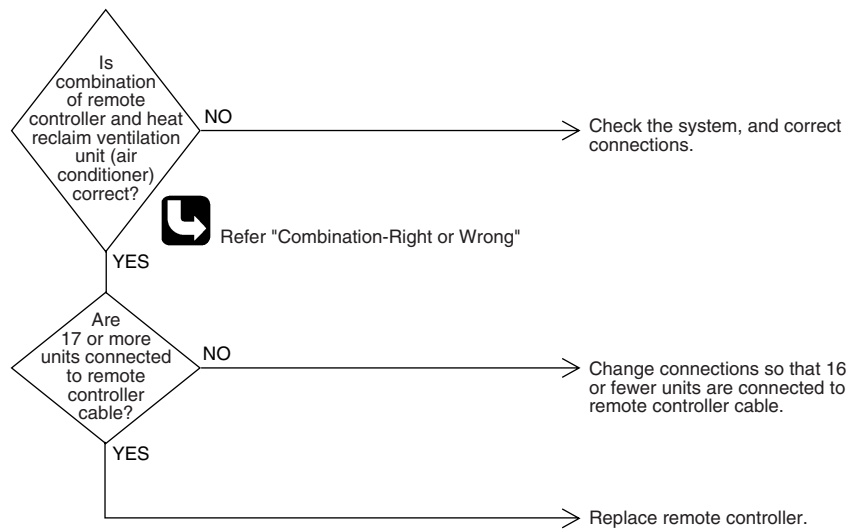 Is
combination
of remote
controller and heat
reclaim ventilation
unit (air
conditioner)
correct?
NO
Check the system, and correct
connections.
Refer "Combination-Right or Wrong"
YES
Are
17 or more
units connected
to remote
controller
cable?
NO
Change connections so that 16
or fewer units are connected to
remote controller cable.
YES
Replace remote controller.